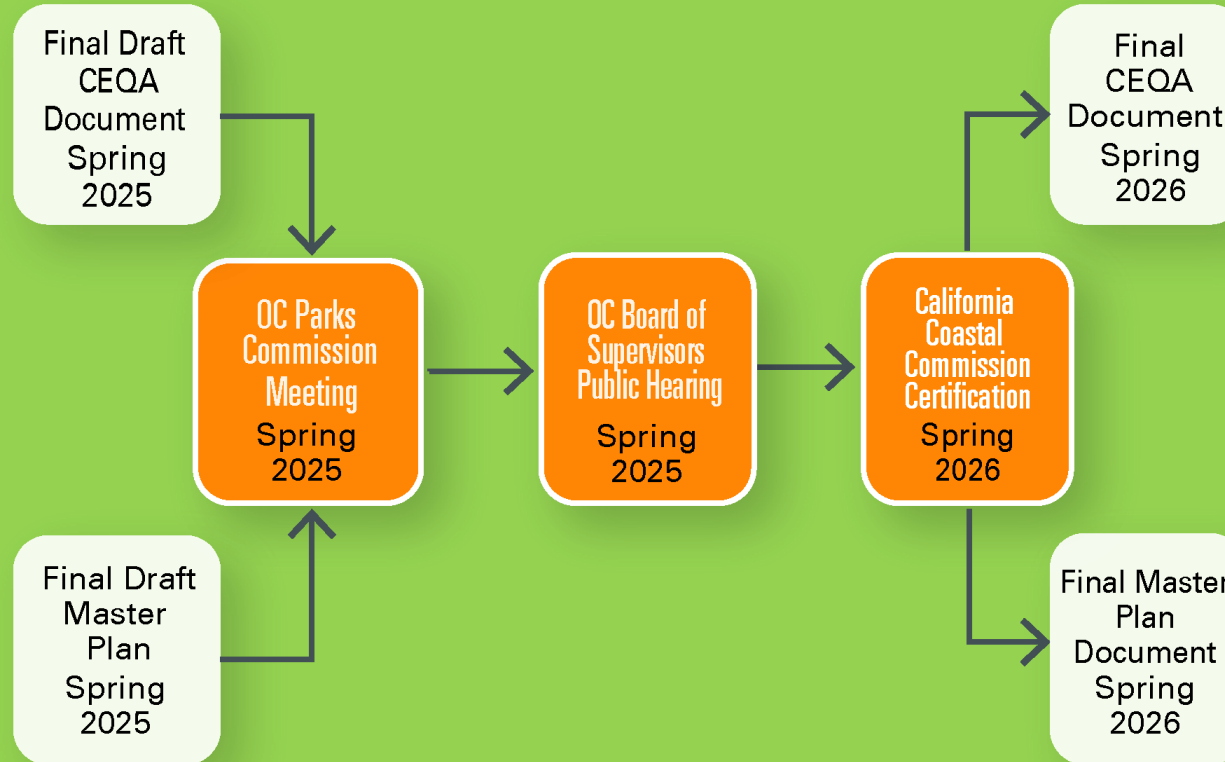 Final Draft
CEQA
Document
Spring
2025
Final Draft
Master
Plan
Spring
2025
OC Parks
Commission
Meeting
Spring
2025
OC Board of
Supervisors
Public Hearing
Spring
2025
California
Coastal
Commission
Certification
Spring
2026
Final
CEQA
Document
Spring
2026
Final Master
Plan
Document
Spring
2026